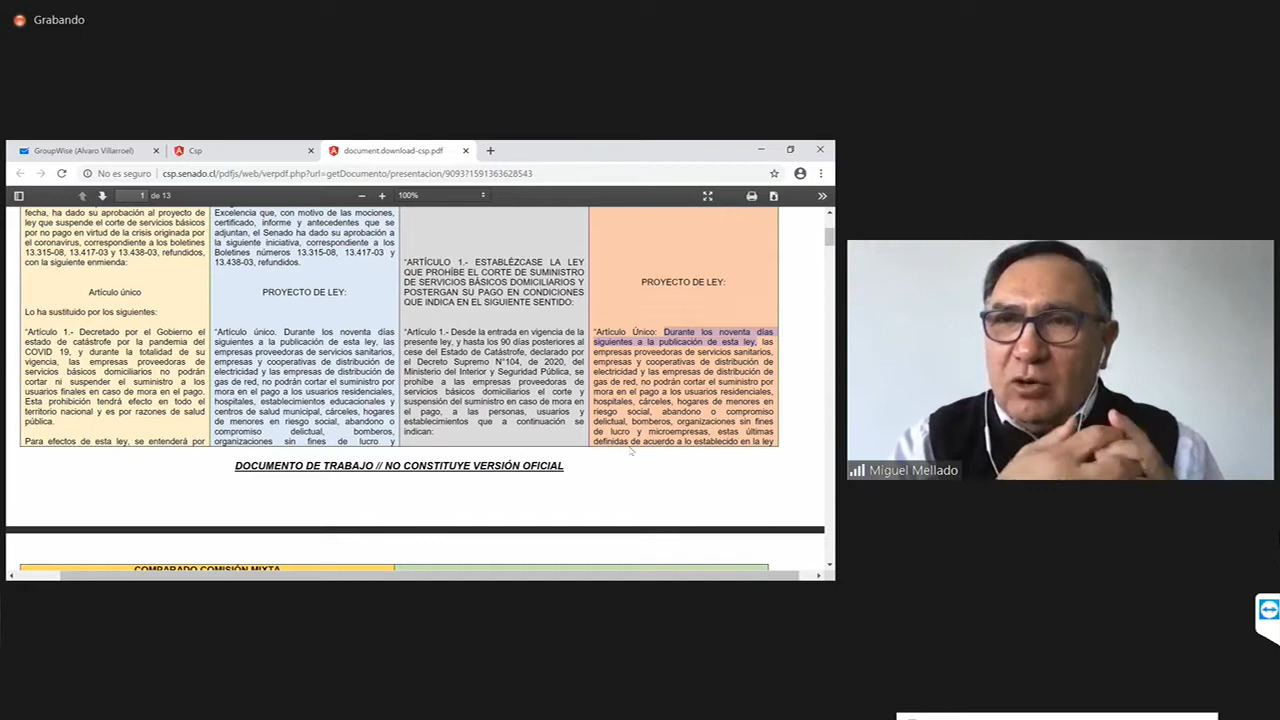 Grabando
GroupWise (Alvaro Villarroel)
Csp
document.download-csp.pdf
No es seguro
csp.senado.cl/pdfjs/web/verpdf.php?url=getDocumento/presentacion/9093?1591363628543
1 de 13
100%
fecha, ha dado su aprobación al proyecto de
ley que suspende el corte de servicios básicos
por no pago en virtud de la crisis originada por
el coronavirus, correspondiente a los boletines
13.315-08, 13.417-03 y 13.438-03, refundidos,
con la siguiente enmienda:
Artículo único
Lo ha sustituido por los siguientes:
“Artículo 1.- Decretado por el Gobierno el
estado de catástrofe por la pandemia del
COVID 19, y durante la totalidad de su
vigencia, las empresas proveedoras de
servicios básicos domiciliarios no podrán
cortar ni suspender el suministro a los
usuarios finales en caso de mora en el pago.
Esta prohibición tendrá efecto en todo el
territorio nacional y es por razones de salud
pública.
Para efectos de esta ley, se entenderá por
Excelencia que, con motivo de las mociones,
certificado, informe y antecedentes que se
adjuntan, el Senado ha dado su aprobación a
la siguiente iniciativa, correspondiente a los
Boletines números 13.315-08, 13.417-03 y
13.438-03, refundidos.
PROYECTO DE LEY:
“Artículo único. Durante los noventa días
siguientes a la publicación de esta ley, las
empresas proveedoras de servicios sanitarios,
empresas y cooperativas de distribución de
electricidad y las empresas de distribución de
gas de red, no podrán cortar el suministro por
mora en el pago a los usuarios residenciales,
hospitales, establecimientos educacionales y
centros de salud municipal, cárceles, hogares
de menores en riesgo social, abandono o
compromiso delictual, bomberos,
organizaciones sin fines de lucro y
“ARTÍCULO 1.- ESTABLÉZCASE LA LEY
QUE PROHÍBE EL CORTE DE SUMINISTRO
DE SERVICIOS BÁSICOS DOMICILIARIOS Y
POSTERGAN SU PAGO EN CONDICIONES
QUE INDICA EN EL SIGUIENTE SENTIDO:
“Artículo 1.- Desde la entrada en vigencia de la
presente ley, y hasta los 90 días posteriores al
cese del Estado de Catástrofe, declarado por
el Decreto Supremo N°104, de 2020, del
Ministerio del Interior y Seguridad Pública, se
prohíbe a las empresas proveedoras de
servicios básicos domiciliarios el corte y
suspensión del suministro en caso de mora en
el pago, a las personas, usuarios y
establecimientos que a continuación se
indican:
PROYECTO DE LEY:
“Artículo Único: Durante los noventa días
siguientes a la publicación de esta ley, las
empresas proveedoras de servicios sanitarios,
empresas y cooperativas de distribución de
electricidad y las empresas de distribución de
gas de red, no podrán cortar el suministro por
mora en el pago a los usuarios residenciales,
hospitales, cárceles, hogares de menores en
riesgo social, abandono o compromiso
delictual, bomberos, organizaciones sin fines
de lucro y microempresas, estas últimas
definidas de acuerdo a lo establecido en la ley
DOCUMENTO DE TRABAJO // NO CONSTITUYE VERSIÓN OFICIAL
COMPARADO COMISIÓN MIXTA
Miguel Mellado